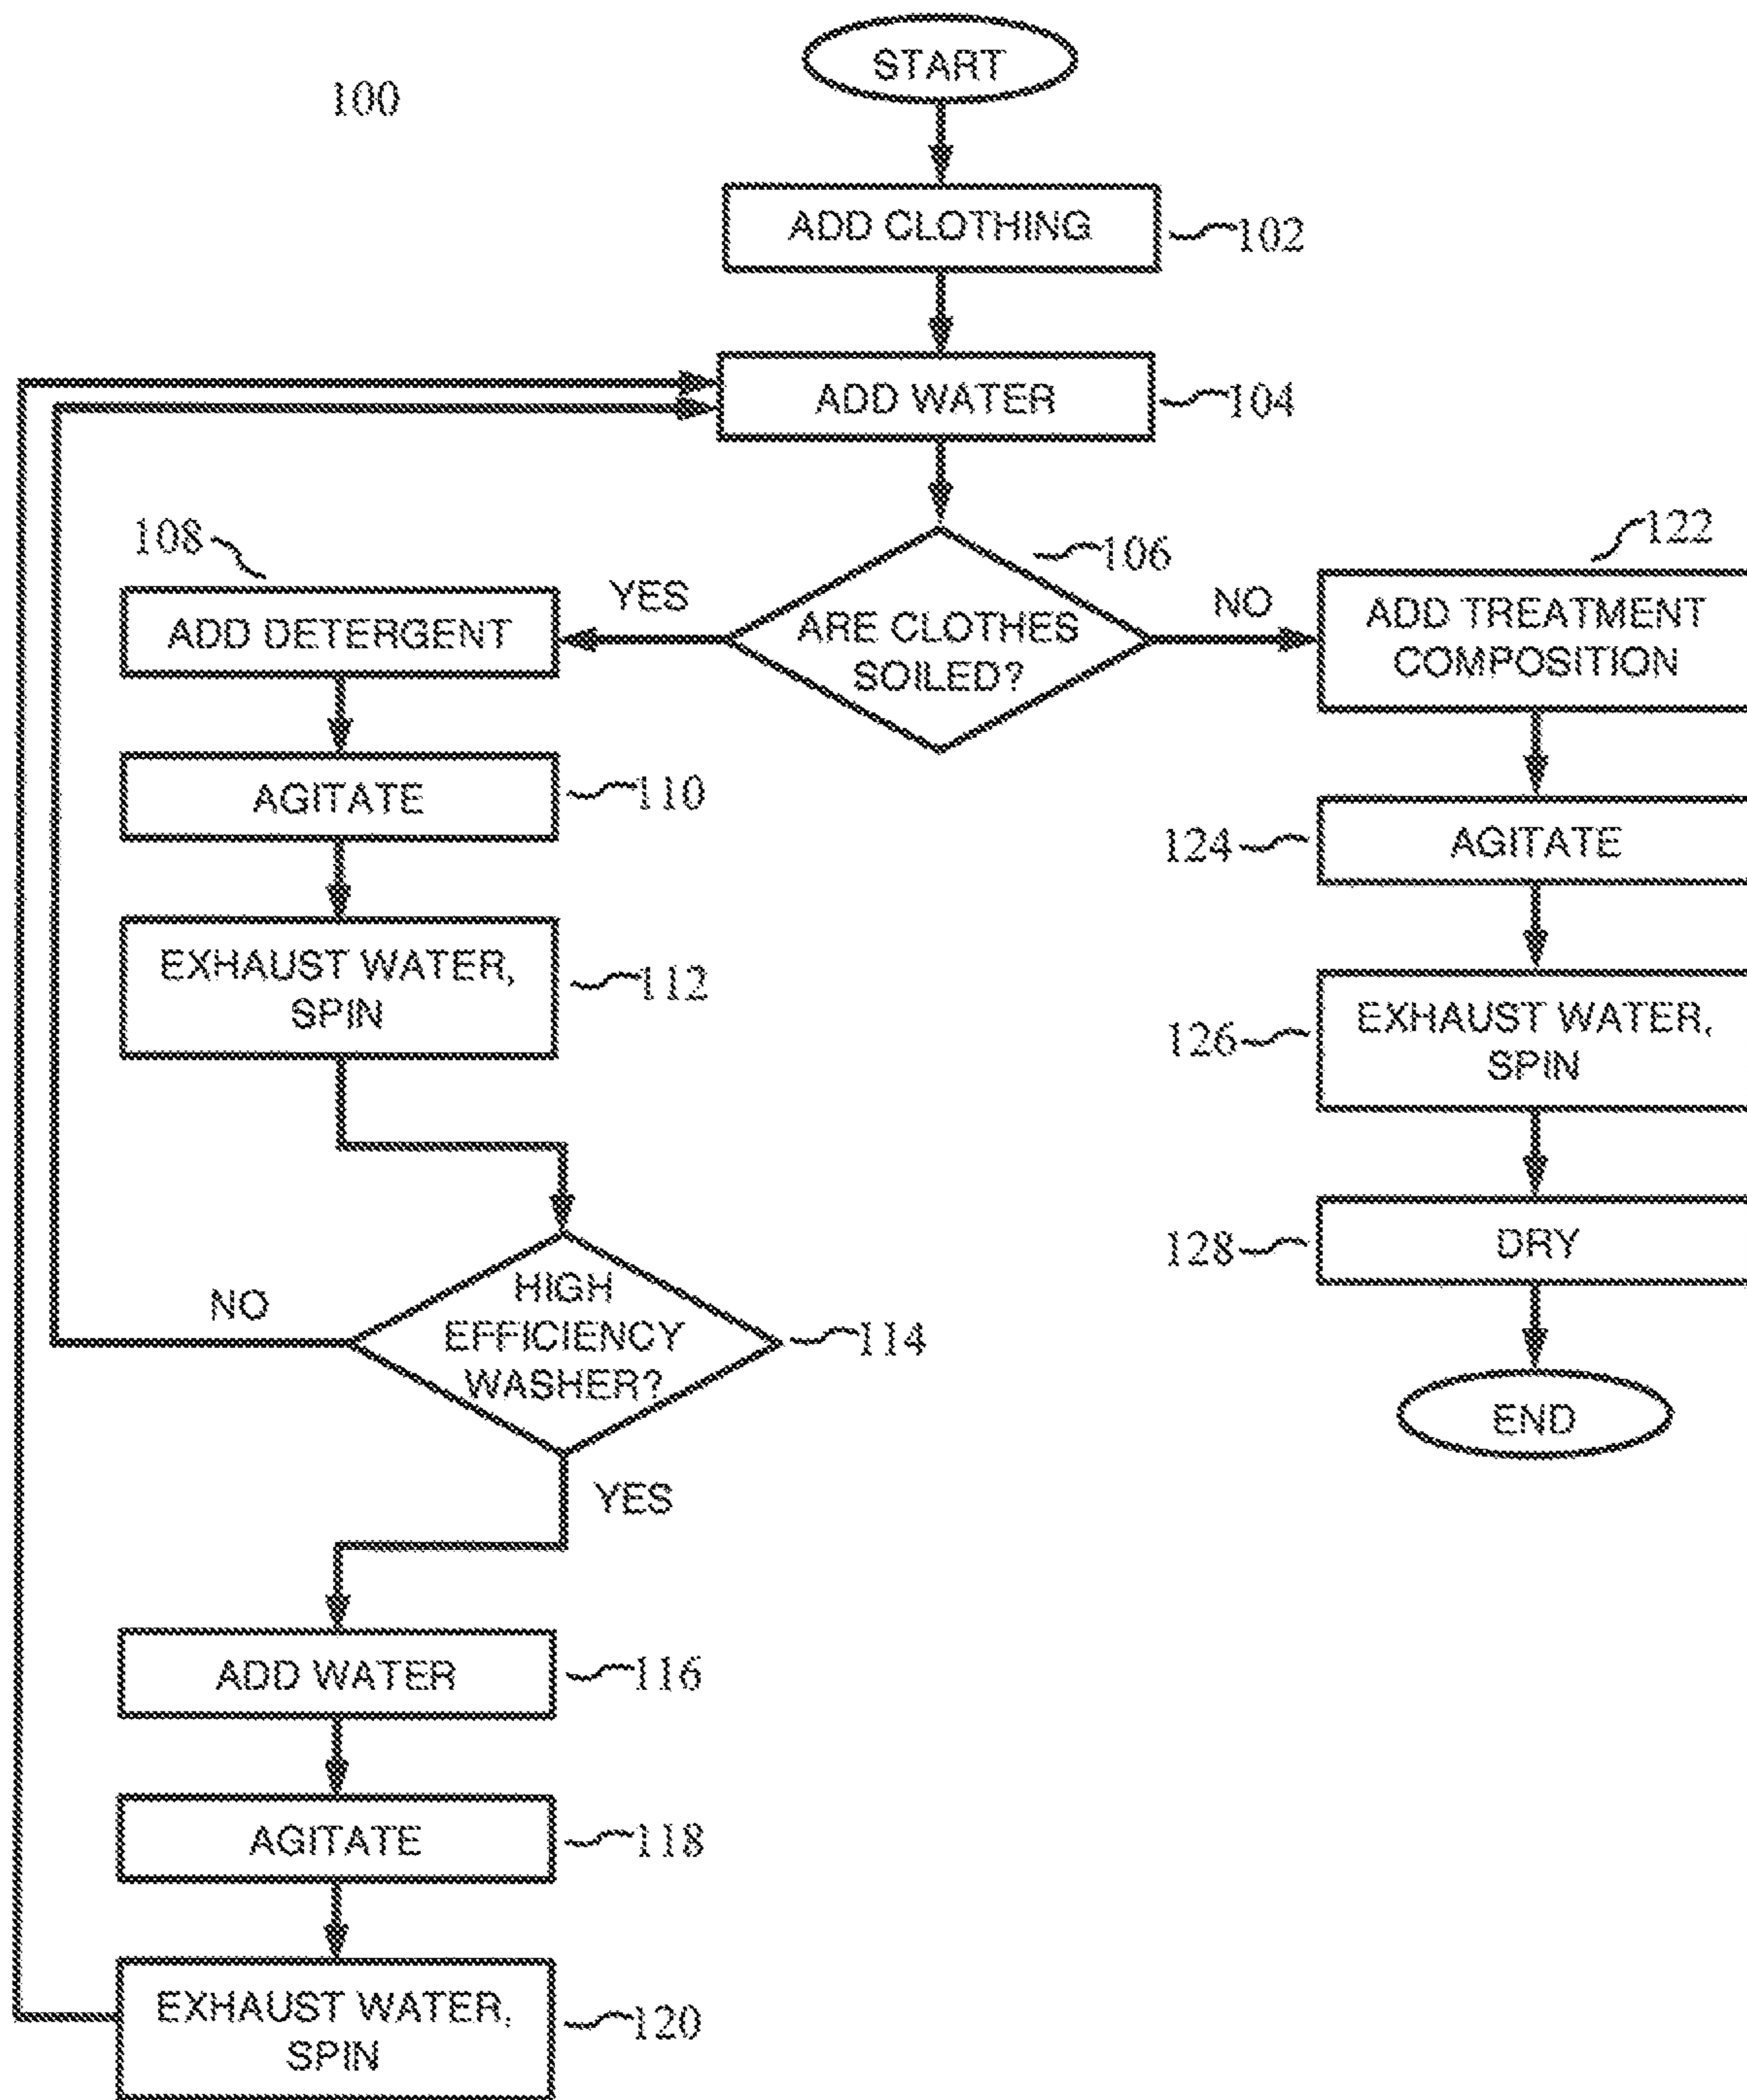 100
START
ADD CLOTHING
102
ADD WATER
104
106
ARE CLOTHES
SOILED?
YES
NO
108
ADD DETERGENT
AGITATE
110
EXHAUST WATER,
SPIN
112
HIGH
EFFICIENCY
WASHER?
114
NO
YES
ADD WATER
116
AGITATE
118
EXHAUST WATER,
SPIN
120
122
ADD TREATMENT
COMPOSITION
124
AGITATE
126
EXHAUST WATER,
SPIN
128
DRY
END